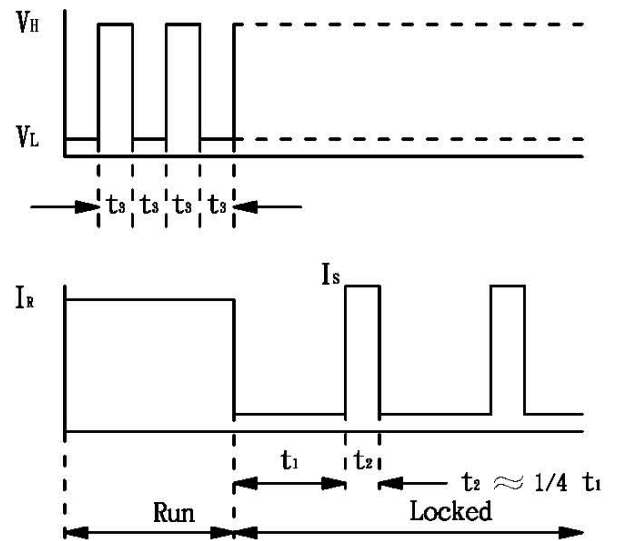 VH
VL
t3 t3 t3 t3
IR
IS
t1 t2 t2 ≈ 1/4 t1
Run Locked